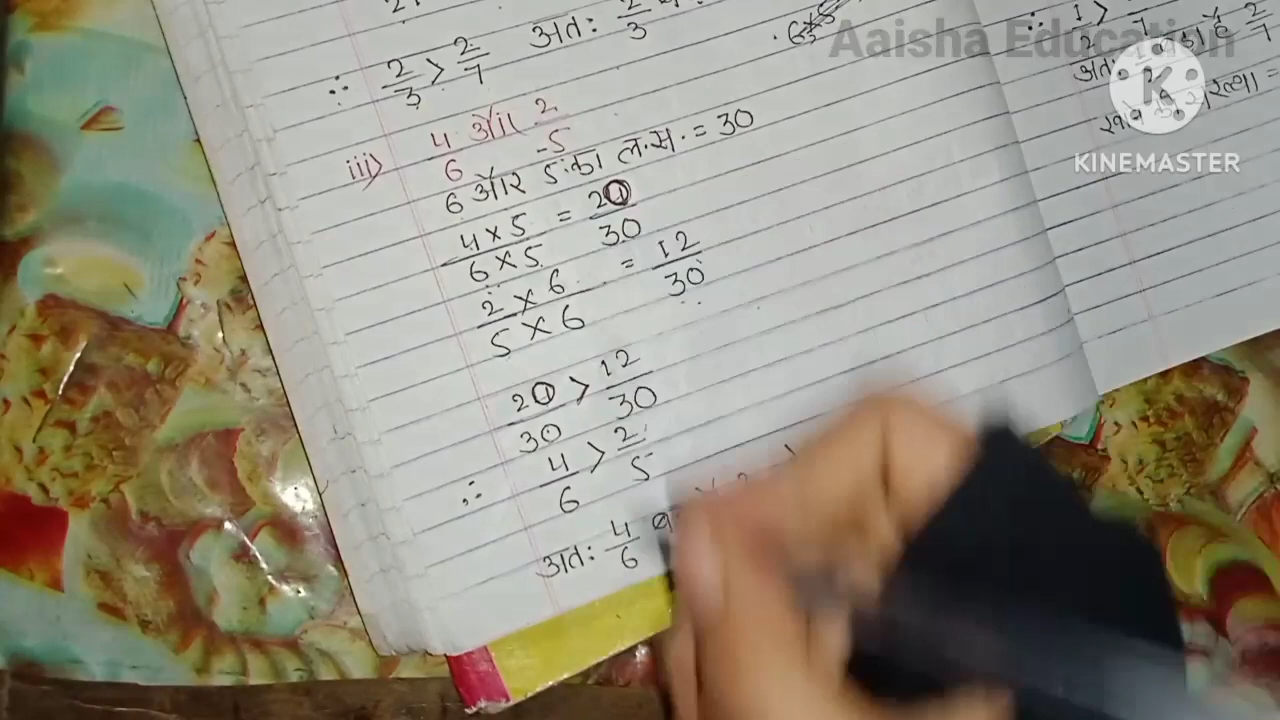 ∴ 2/3 > 2/7 अतः 2/3
iii) 4/6 और 2/5
6 और 5 का ल.स. = 30
4 × 5 / 6 × 5 = 20/30
2 × 6 / 5 × 6 = 12/30
20/30 > 12/30
∴ 4/6 > 2/5
अतः 4/6
Aaisha Education
KINEMASTER